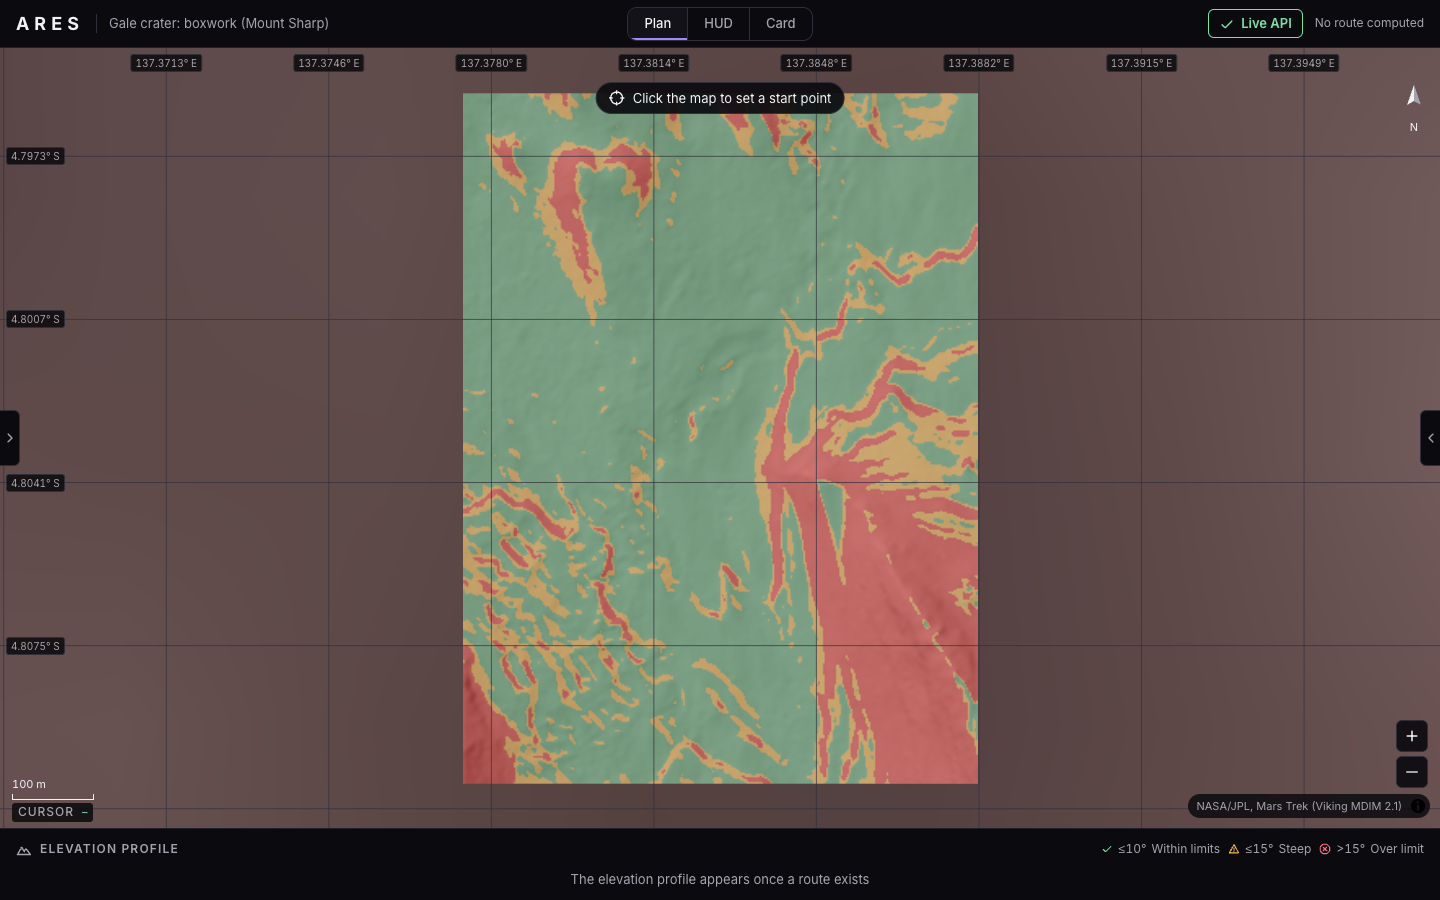 ARES
Gale crater: boxwork (Mount Sharp)
Plan
HUD
Card
Live API
No route computed
137.3713° E
137.3746° E
137.3780° E
137.3814° E
137.3848° E
137.3882° E
137.3915° E
137.3949° E
Click the map to set a start point
N
4.7973° S
4.8007° S
4.8041° S
4.8075° S
100 m
CURSOR –
NASA/JPL, Mars Trek (Viking MDIM 2.1)
ELEVATION PROFILE
≤10° Within limits
≤15° Steep
>15° Over limit
The elevation profile appears once a route exists